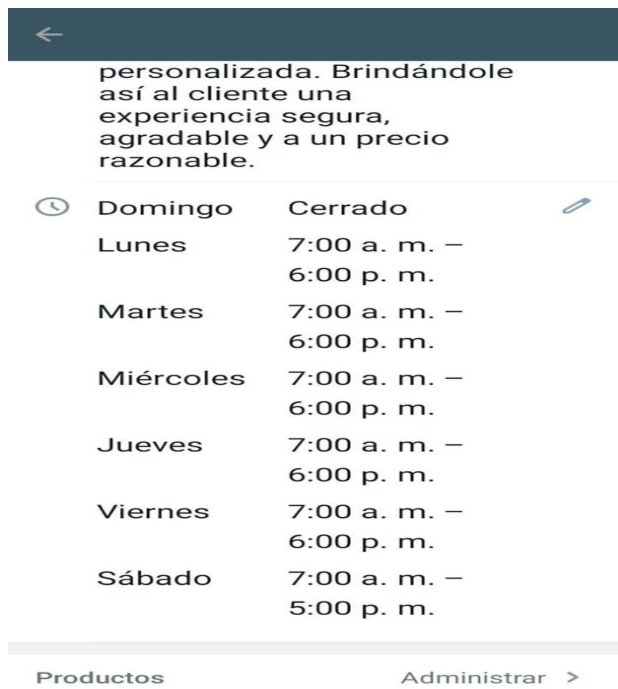 personalizada. Brindándole
así al cliente una
experiencia segura,
agradable y a un precio
razonable.
Domingo Cerrado
Lunes 7:00 a. m. –
6:00 p. m.
Martes 7:00 a. m. –
6:00 p. m.
Miércoles 7:00 a. m. –
6:00 p. m.
Jueves 7:00 a. m. –
6:00 p. m.
Viernes 7:00 a. m. –
6:00 p. m.
Sábado 7:00 a. m. –
5:00 p. m.
Productos Administrar >